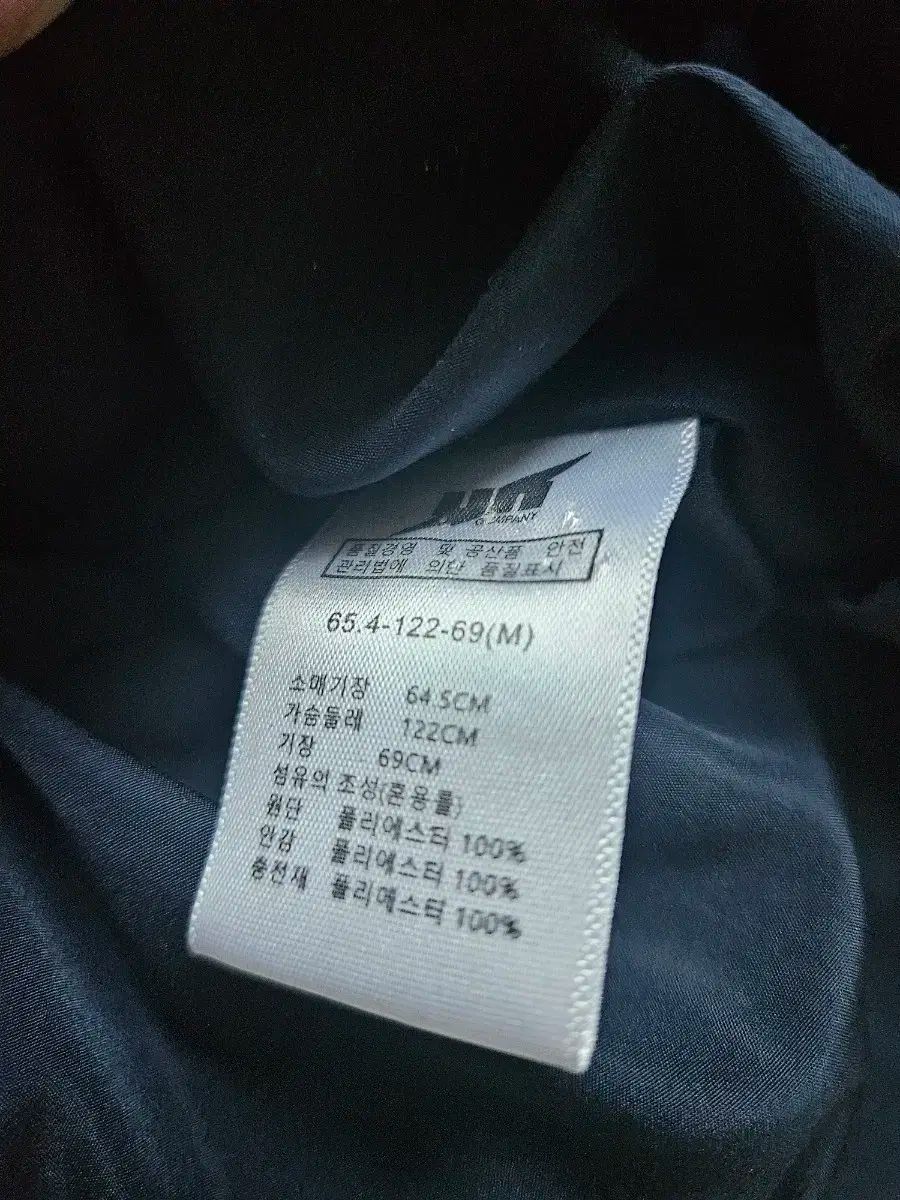 COMPANY
품질경영 및 공산품 안전
관리법에 의한 품질표시
65.4-122-69(M)
소매기장 64.5CM
가슴둘레 122CM
기장 69CM
섬유의 조성(혼용률)
원단 폴리에스터 100%
안감 폴리에스터 100%
충전재 폴리에스터 100%